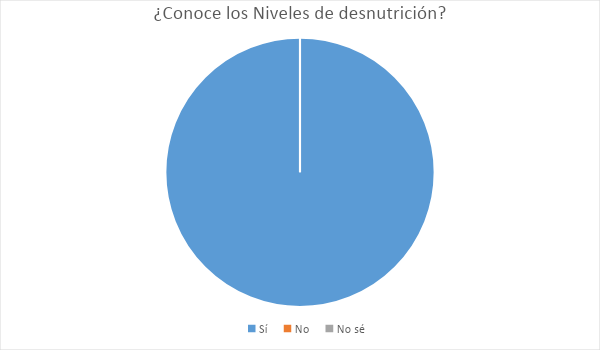 ¿Conoce los Niveles de desnutrición?
Sí No No sé